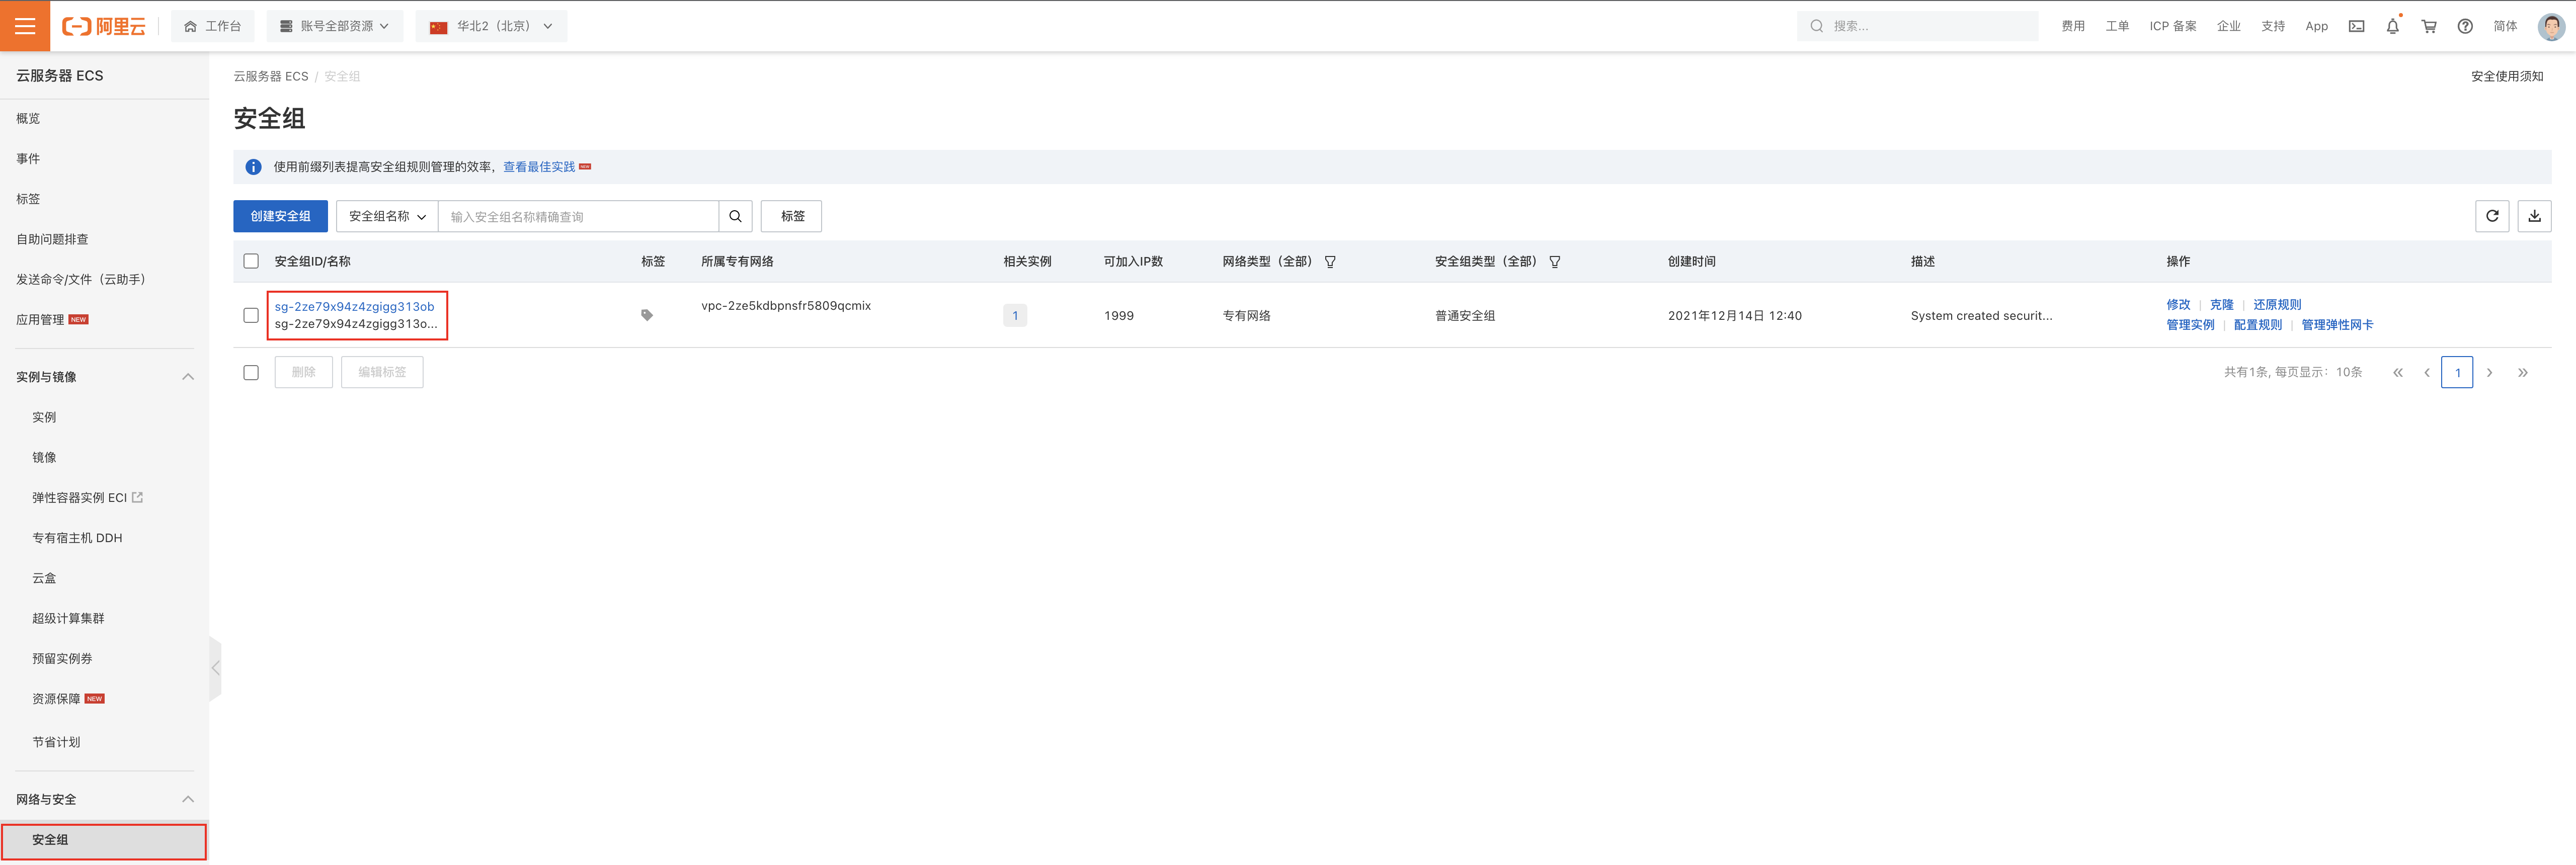 阿里云 工作台 账号全部资源 华北2（北京） 搜索... 费用 工单 ICP 备案 企业 支持 App 简体
云服务器 ECS
概览
事件
标签
自助问题排查
发送命令/文件（云助手）
应用管理 NEW
实例与镜像
实例
镜像
弹性容器实例 ECI
专有宿主机 DDH
云盒
超级计算集群
预留实例券
资源保障 NEW
节省计划
网络与安全
安全组
云服务器 ECS / 安全组 安全使用须知
安全组
使用前缀列表提高安全组规则管理的效率，查看最佳实践 NEW
创建安全组 安全组名称 输入安全组名称精确查询 标签
安全组ID/名称 标签 所属专有网络 相关实例 可加入IP数 网络类型（全部） 安全组类型（全部） 创建时间 描述 操作
sg-2ze79x94z4zgigg313ob
sg-2ze79x94z4zgigg313o...
vpc-2ze5kdbpnsfr5809qcmix
1 1999 专有网络 普通安全组 2021年12月14日 12:40 System created securit...
修改 | 克隆 | 还原规则
管理实例 | 配置规则 | 管理弹性网卡
删除 编辑标签 共有1条, 每页显示：10条 « ‹ 1 › »